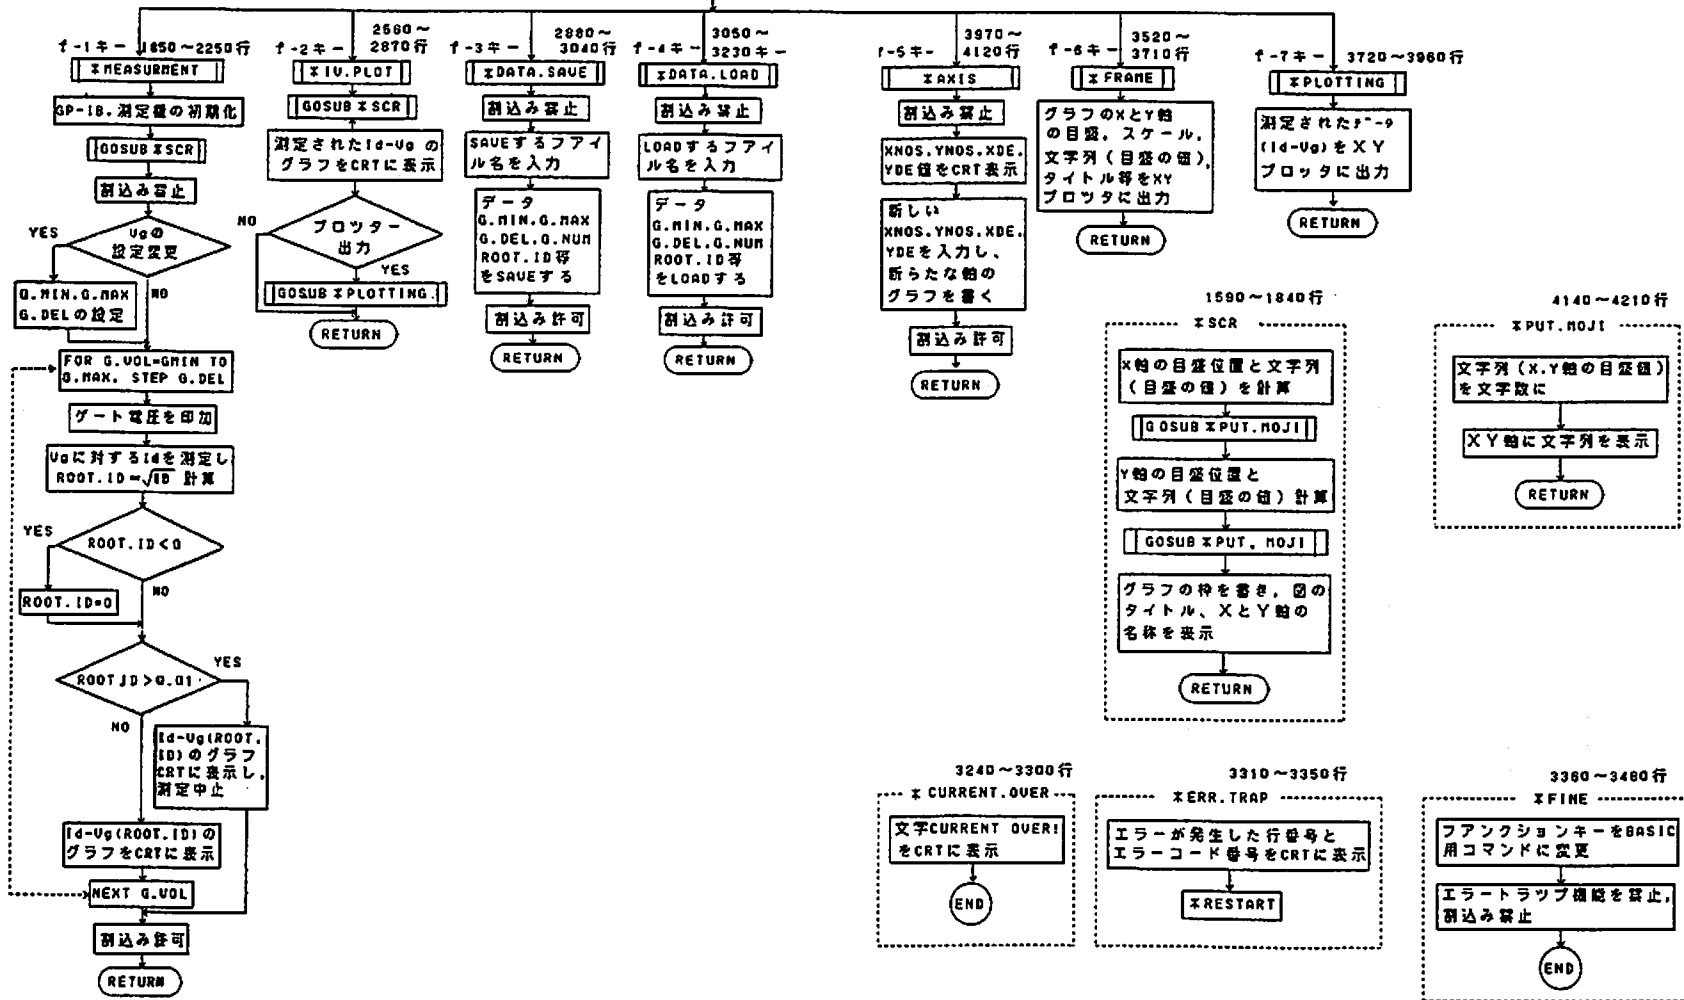 f-1キー 1850～2250行
*MEASURMENT
GP-IB.測定機の初期化
GOSUB *SCR
割込み禁止
Vgの
設定変更
YES
NO
G.MIN.G.MAX
G.DELの設定
FOR G.VOL=GMIN TO
G.MAX. STEP G.DEL
ゲート電圧を印加
Vgに対するIdを測定し
ROOT.ID=√ID 計算
ROOT.ID<0
YES
NO
ROOT.ID=0
ROOT.ID>0.01
YES
NO
Id-Vg(ROOT.
ID)のグラフ
CRTに表示し,
測定中止
Id-Vg(ROOT.ID)の
グラフをCRTに表示
NEXT G.VOL
割込み許可
RETURN
f-2キー 2560～
2870行
*IV.PLOT
GOSUB *SCR
測定されたId-Vg の
グラフをCRTに表示
プロッター
出力
NO
YES
GOSUB *PLOTTING.
RETURN
f-3キー 2880～
3040行
*DATA.SAVE
割込み禁止
SAVEするファイ
ル名を入力
データ
G.MIN.G.MAX
G.DEL.G.NUM
ROOT.ID等
をSAVEする
割込み許可
RETURN
f-4キー 3050～
3230キー
*DATA.LOAD
割込み禁止
LOADするファイ
ル名を入力
データ
G.MIN.G.MAX
G.DEL.G.NUM
ROOT.ID等
をLOADする
割込み許可
RETURN
f-5キー 3970～
4120行
*AXIS
割込み禁止
XNOS.YNOS.XDE.
YDE値をCRT表示
新しい
XNOS.YNOS.XDE.
YDEを入力し、
新らたな軸の
グラフを書く
割込み許可
RETURN
f-6キー 3520～
3710行
*FRAME
グラフのXとY軸
の目盛, スケール,
文字列(目盛の値),
タイトル等をXY
プロッタに出力
RETURN
f-7キー 3720～3960行
*PLOTTING
測定されたデータ
(Id-Vg)をXY
プロッタに出力
RETURN
1590～1840行
*SCR
X軸の目盛位置と文字列
(目盛の値)を計算
GOSUB *PUT.MOJI
Y軸の目盛位置と
文字列(目盛の値)計算
GOSUB *PUT. MOJI
グラフの枠を書き, 図の
タイトル、XとY軸の
名称を表示
RETURN
4140～4210行
*PUT.MOJI
文字列(X.Y軸の目盛値)
を文字数に
XY軸に文字列を表示
RETURN
3240～3300行
* CURRENT.OVER
文字CURRENT OVER!
をCRTに表示
END
3310～3350行
*ERR.TRAP
エラーが発生した行番号と
エラーコード番号をCRTに表示
*RESTART
3360～3480行
*FINE
ファンクションキーをBASIC
用コマンドに変更
エラートラップ機能を禁止,
割込み禁止
END